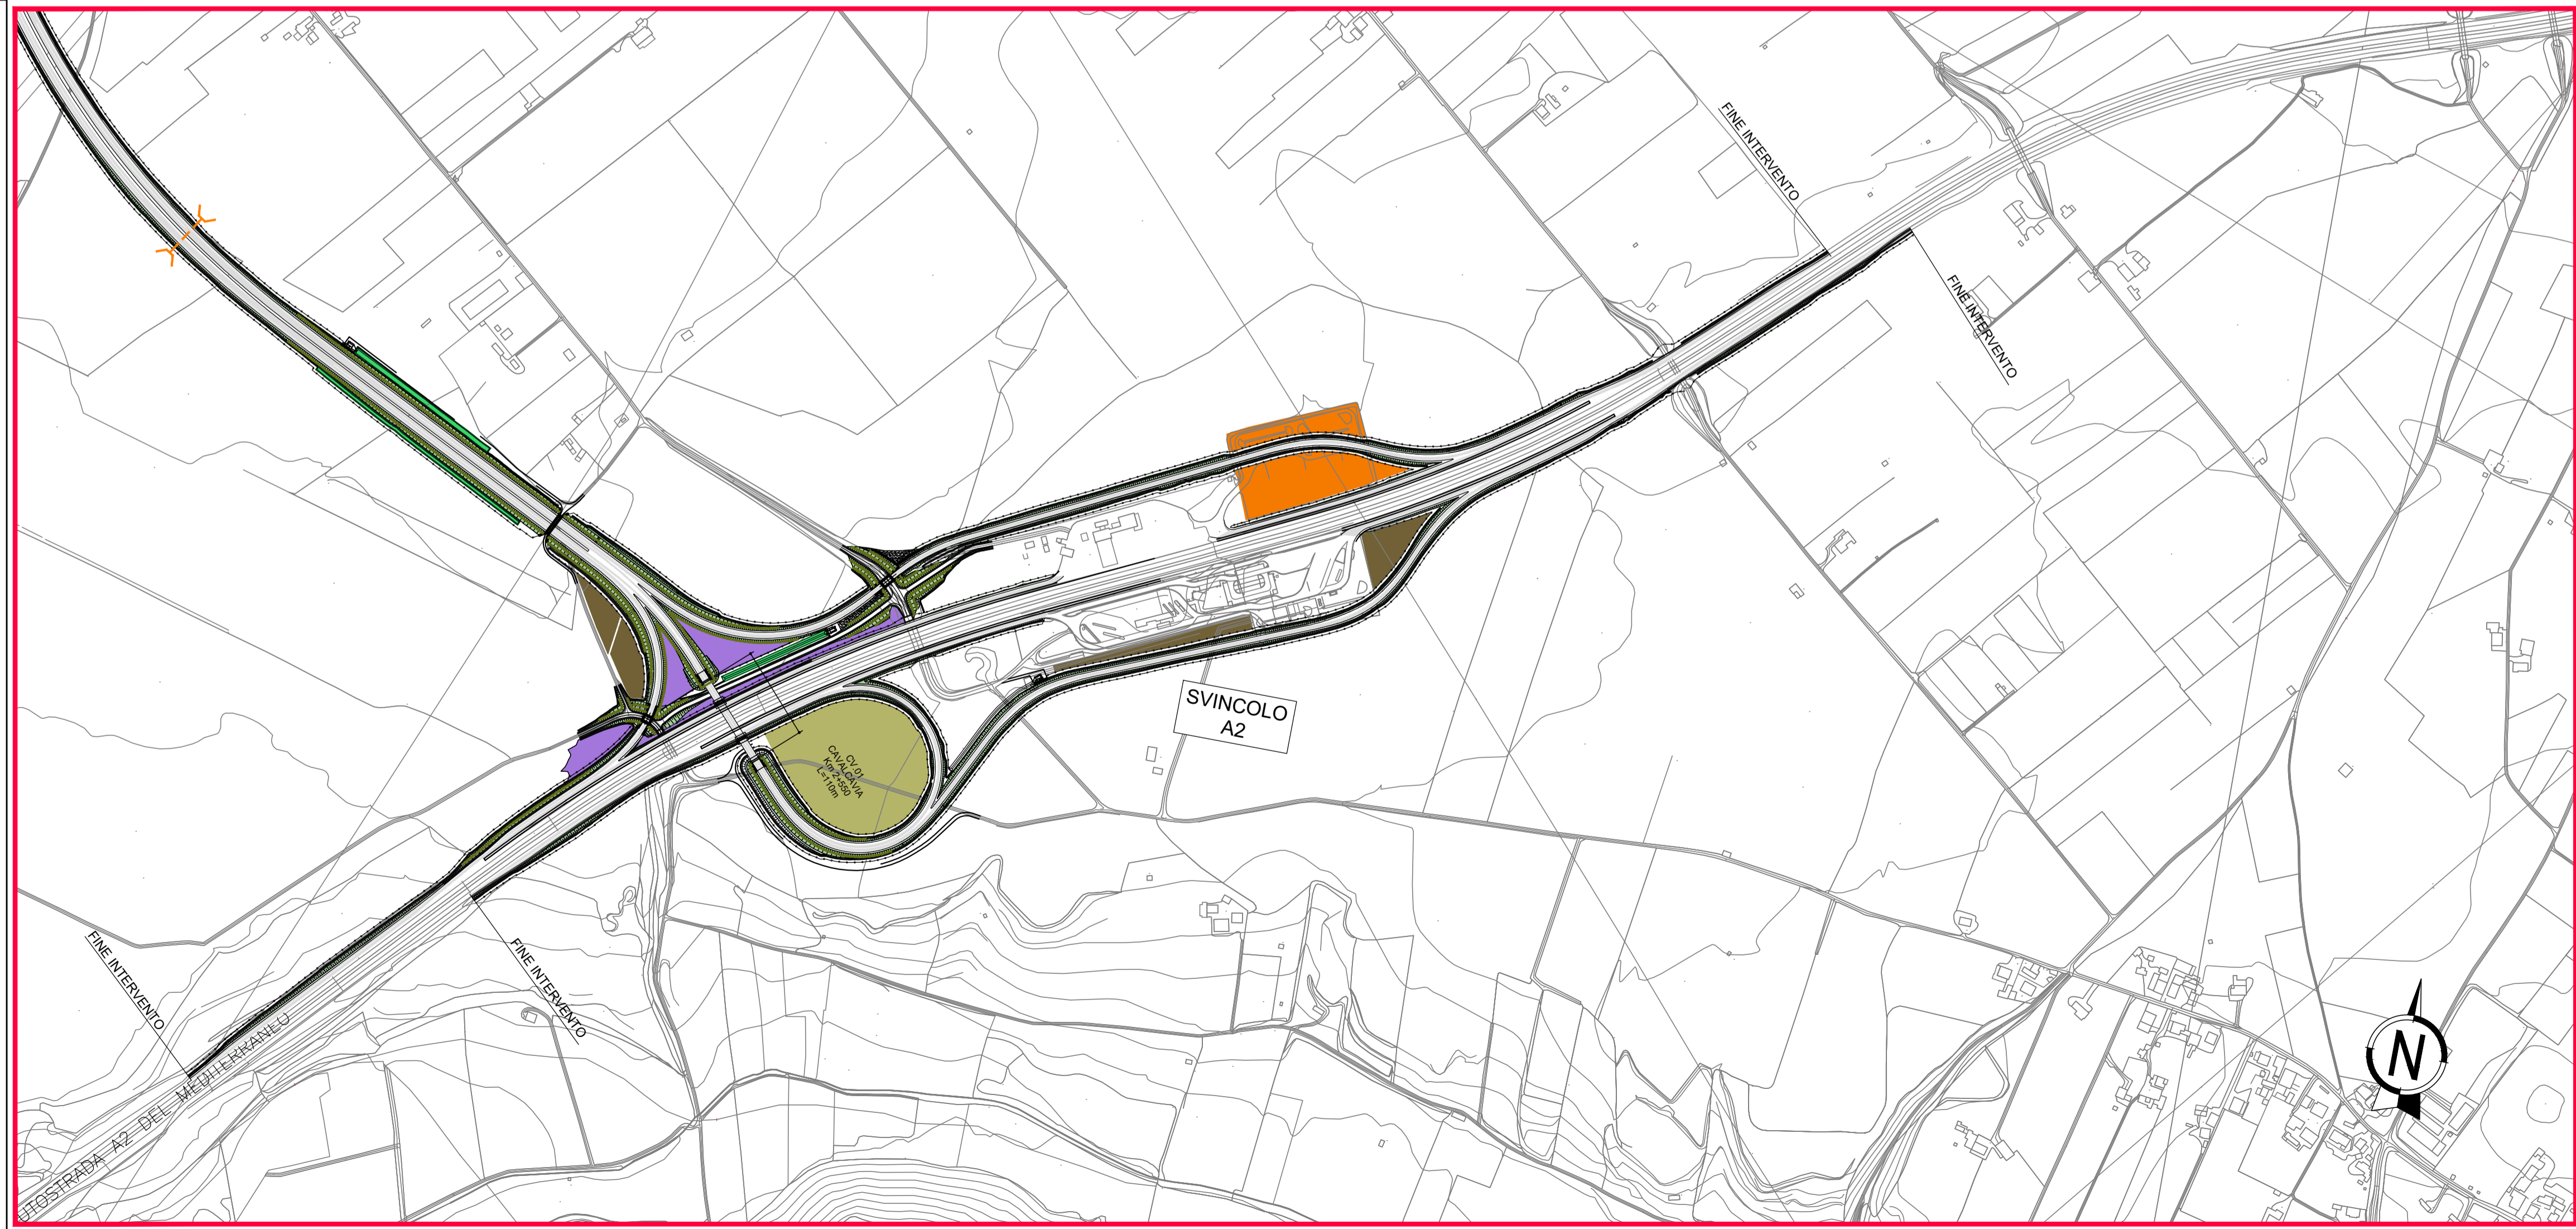 FINE INTERVENTO
FINE INTERVENTO
SVINCOLO
A2
CV.01
CAVALCAVIA
Km 2+550
L=110m
FINE INTERVENTO
FINE INTERVENTO
UTOSTRADA A2 DEL MEDITERRANEO
N